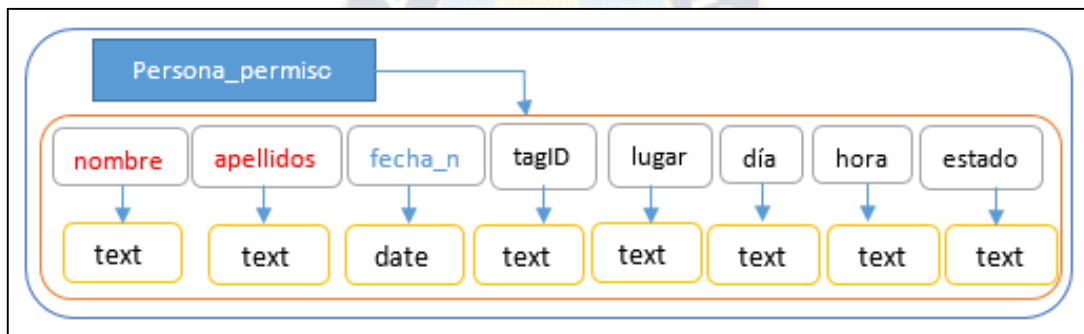 Persona_permiso
nombre apellidos fecha_n tagID lugar día hora estado
text text date text text text text text